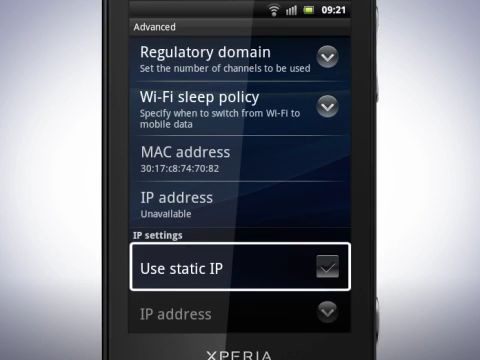 09:21
Advanced
Regulatory domain
Set the number of channels to be used
Wi-Fi sleep policy
Specify when to switch from Wi-Fi to
mobile data
MAC address
30:17:c8:74:70:82
IP address
Unavailable
IP settings
Use static IP
IP address
XPERIA